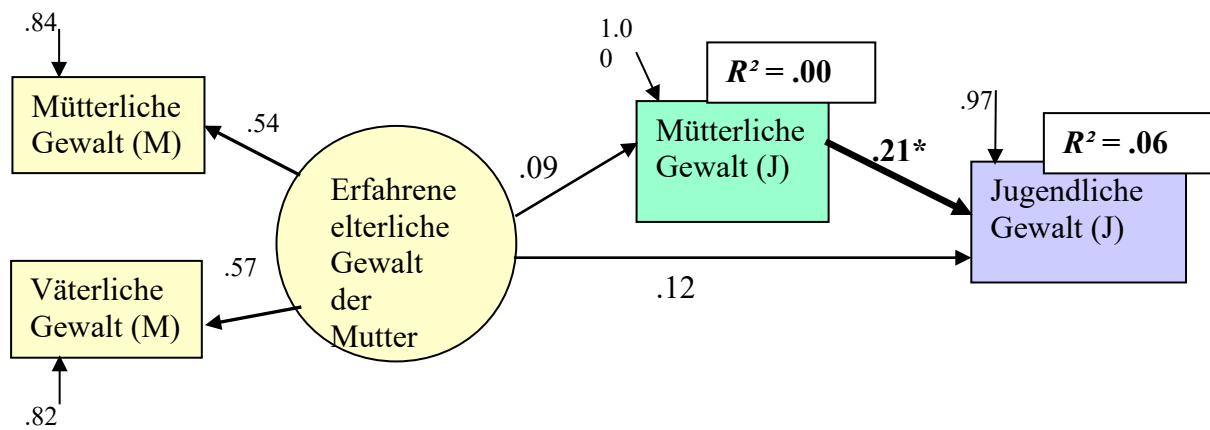 .84
Mütterliche
Gewalt (M)
.54
Väterliche
Gewalt (M)
.57
.82
Erfahrene
elterliche
Gewalt
der
Mutter
.09
.12
1.0
0
R² = .00
Mütterliche
Gewalt (J)
.21*
.97
R² = .06
Jugendliche
Gewalt (J)